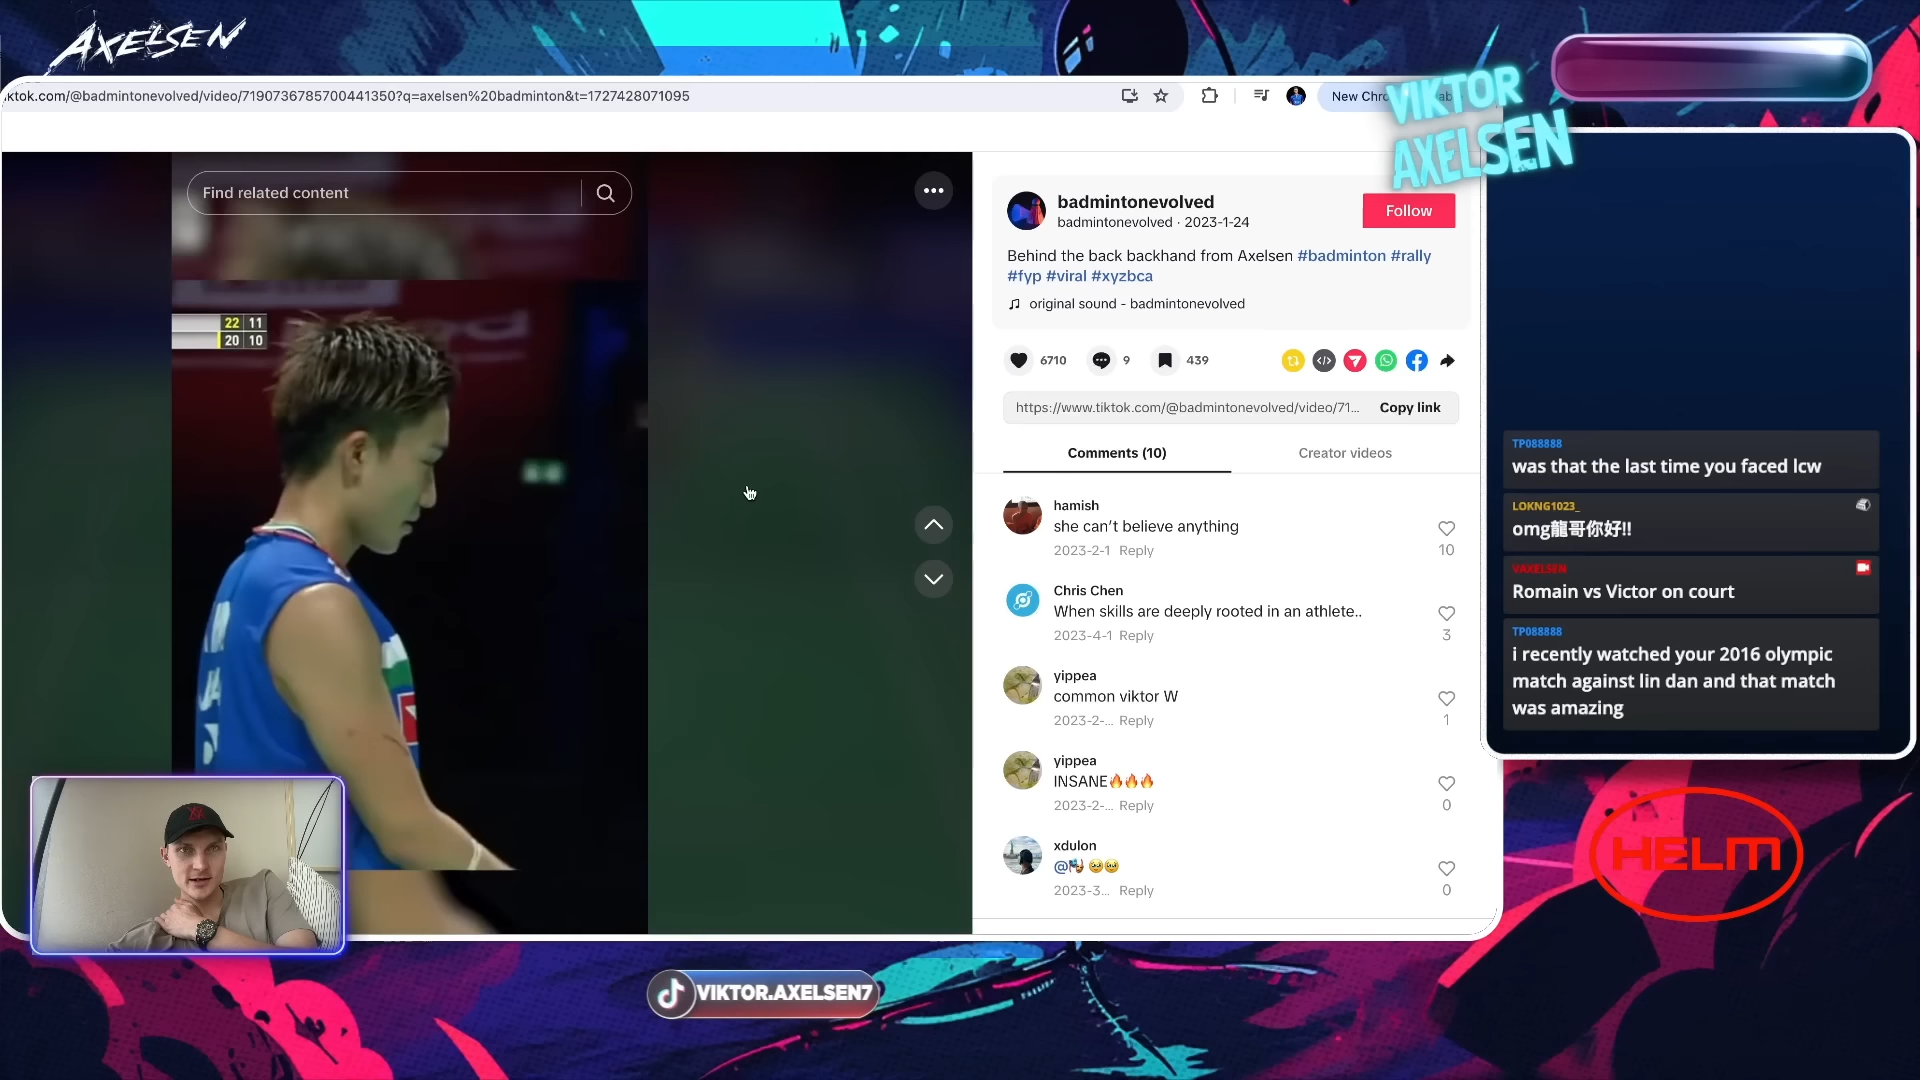 AXELSEN
ktok.com/@badmintonevolved/video/7190736785700441350?q=axelsen%20badminton&t=1727428071095
New Chro
VIKTOR
AXELSEN
Find related content
22 11
20 10
badmintonevolved
badmintonevolved · 2023-1-24
Follow
Behind the back backhand from Axelsen #badminton #rally
#fyp #viral #xyzbca
original sound - badmintonevolved
6710
9
439
https://www.tiktok.com/@badmintonevolved/video/71...
Copy link
Comments (10)
Creator videos
hamish
she can't believe anything
2023-2-1 Reply
10
Chris Chen
When skills are deeply rooted in an athlete..
2023-4-1 Reply
3
yippea
common viktor W
2023-2-... Reply
1
yippea
INSANE🔥🔥🔥
2023-2-... Reply
0
xdulon
@
2023-3... Reply
0
TP088888
was that the last time you faced lcw
LOKNG1023_
omg龍哥你好!!
VAXELSEN
Romain vs Victor on court
TP088888
i recently watched your 2016 olympic
match against lin dan and that match
was amazing
HELM
VIKTOR.AXELSEN7